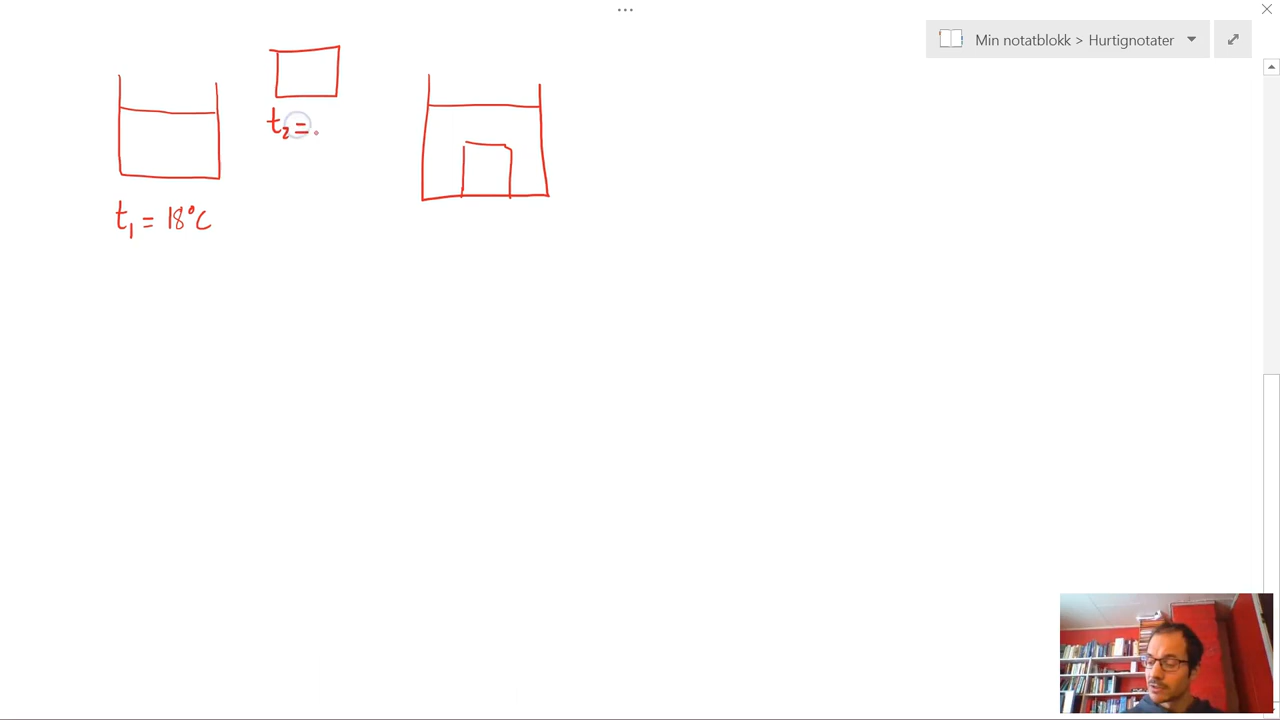 Min notatblokk > Hurtignotater
t₂ =
t₁ = 18°C